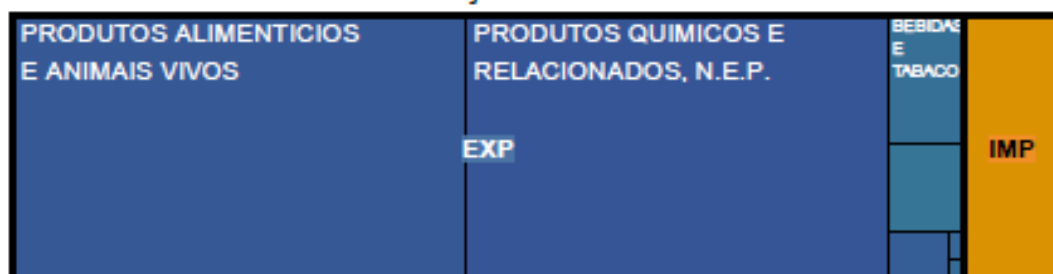 PRODUTOS ALIMENTICIOS
E ANIMAIS VIVOS
PRODUTOS QUIMICOS E
RELACIONADOS, N.E.P.
BEBIDAS
E
TABACO
EXP
IMP